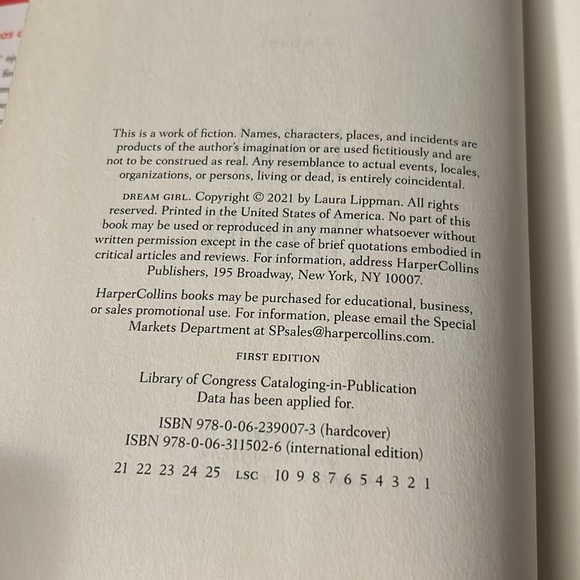 This is a work of fiction. Names, characters, places, and incidents are
products of the author's imagination or are used fictitiously and are
not to be construed as real. Any resemblance to actual events, locales,
organizations, or persons, living or dead, is entirely coincidental.
DREAM GIRL. Copyright © 2021 by Laura Lippman. All rights
reserved. Printed in the United States of America. No part of this
book may be used or reproduced in any manner whatsoever without
written permission except in the case of brief quotations embodied in
critical articles and reviews. For information, address HarperCollins
Publishers, 195 Broadway, New York, NY 10007.
HarperCollins books may be purchased for educational, business,
or sales promotional use. For information, please email the Special
Markets Department at SPsales@harpercollins.com.
FIRST EDITION
Library of Congress Cataloging-in-Publication
Data has been applied for.
ISBN 978-0-06-239007-3 (hardcover)
ISBN 978-0-06-311502-6 (international edition)
21 22 23 24 25 LSC 10 9 8 7 6 5 4 3 2 1